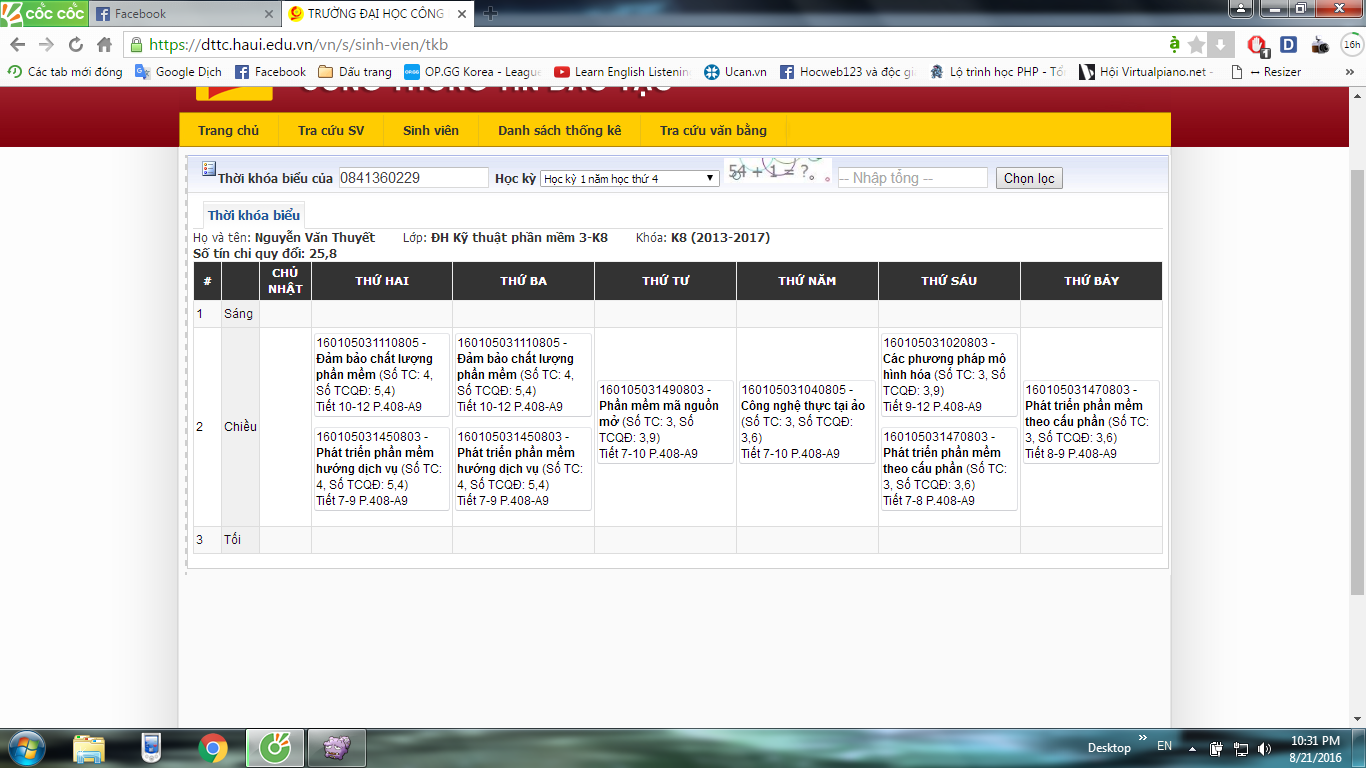 CỐC CỐC
Facebook
TRƯỜNG ĐẠI HỌC CÔNG
https://dttc.haui.edu.vn/vn/s/sinh-vien/tkb
16h
Các tab mới đóng
Google Dịch
Facebook
Dấu trang
OP.GG Korea - Leagu
Learn English Listenin
Ucan.vn
Hocweb123 và độc gi
Lộ trình học PHP - Tổ
Hội Virtualpiano.net -
↔ Resizer
»
CỔNG THÔNG TIN ĐÀO TẠO
Trang chủ
Tra cứu SV
Sinh viên
Danh sách thống kê
Tra cứu văn bằng
Thời khóa biểu của 0841360229 Học kỳ Học kỳ 1 năm học thứ 4 54 + 1 = ? -- Nhập tổng -- Chọn lọc
Thời khóa biểu
Họ và tên: Nguyễn Văn Thuyết Lớp: ĐH Kỹ thuật phần mềm 3-K8 Khóa: K8 (2013-2017)
Số tín chỉ quy đổi: 25,8
# CHỦ NHẬT THỨ HAI THỨ BA THỨ TƯ THỨ NĂM THỨ SÁU THỨ BẢY
1 Sáng
2 Chiều
160105031110805 -
Đảm bảo chất lượng
phần mềm (Số TC: 4,
Số TCQĐ: 5,4)
Tiết 10-12 P.408-A9
160105031450803 -
Phát triển phần mềm
hướng dịch vụ (Số TC:
4, Số TCQĐ: 5,4)
Tiết 7-9 P.408-A9
160105031110805 -
Đảm bảo chất lượng
phần mềm (Số TC: 4,
Số TCQĐ: 5,4)
Tiết 10-12 P.408-A9
160105031450803 -
Phát triển phần mềm
hướng dịch vụ (Số TC:
4, Số TCQĐ: 5,4)
Tiết 7-9 P.408-A9
160105031490803 -
Phần mềm mã nguồn
mở (Số TC: 3, Số
TCQĐ: 3,9)
Tiết 7-10 P.408-A9
160105031040805 -
Công nghệ thực tại ảo
(Số TC: 3, Số TCQĐ:
3,6)
Tiết 7-10 P.408-A9
160105031020803 -
Các phương pháp mô
hình hóa (Số TC: 3, Số
TCQĐ: 3,9)
Tiết 9-12 P.408-A9
160105031470803 -
Phát triển phần mềm
theo cấu phần (Số TC:
3, Số TCQĐ: 3,6)
Tiết 7-8 P.408-A9
160105031470803 -
Phát triển phần mềm
theo cấu phần (Số TC:
3, Số TCQĐ: 3,6)
Tiết 8-9 P.408-A9
3 Tối
Desktop » EN
10:31 PM
8/21/2016